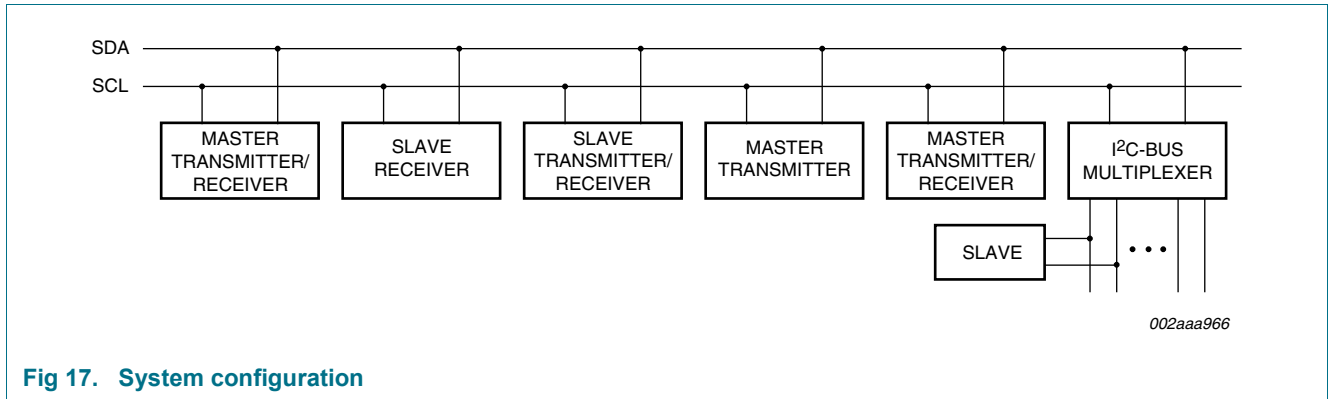 SDA
SCL
MASTER
TRANSMITTER/
RECEIVER
SLAVE
RECEIVER
SLAVE
TRANSMITTER/
RECEIVER
MASTER
TRANSMITTER
MASTER
TRANSMITTER/
RECEIVER
I²C-BUS
MULTIPLEXER
SLAVE
002aaa966
Fig 17. System configuration